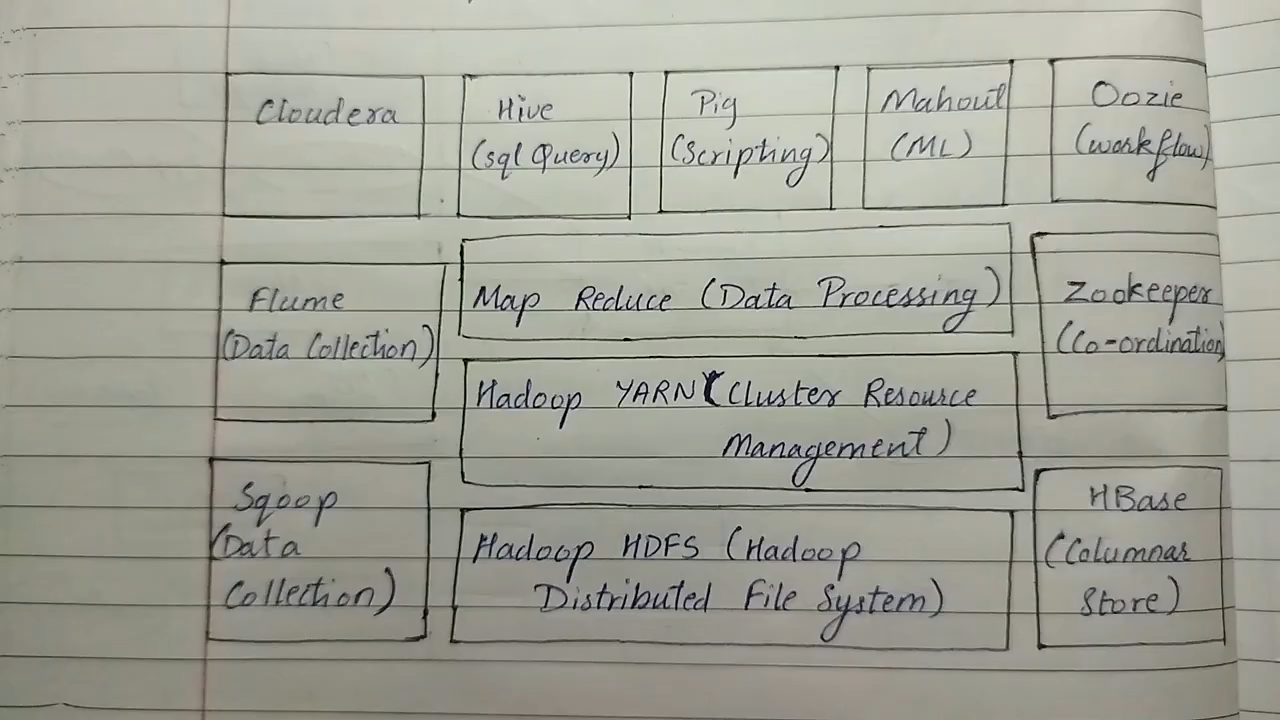 Cloudera
Hive
(sql Query)
Pig
(Scripting)
Mahout
(ML)
Oozie
(workflow)
Flume
(Data Collection)
Map Reduce (Data Processing)
Zookeeper
(Co-ordination)
Hadoop YARN (Cluster Resource
Management)
Sqoop
(Data
Collection)
Hadoop HDFS (Hadoop
Distributed File System)
HBase
(Columnar
Store)